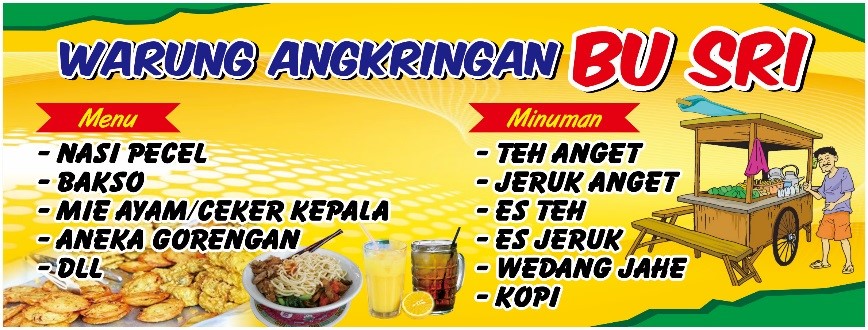 WARUNG ANGKRINGAN BU SRI
Menu
- NASI PECEL
- BAKSO
- MIE AYAM/CEKER KEPALA
- ANEKA GORENGAN
- DLL
Minuman
- TEH ANGET
- JERUK ANGET
- ES TEH
- ES JERUK
- WEDANG JAHE
- KOPI